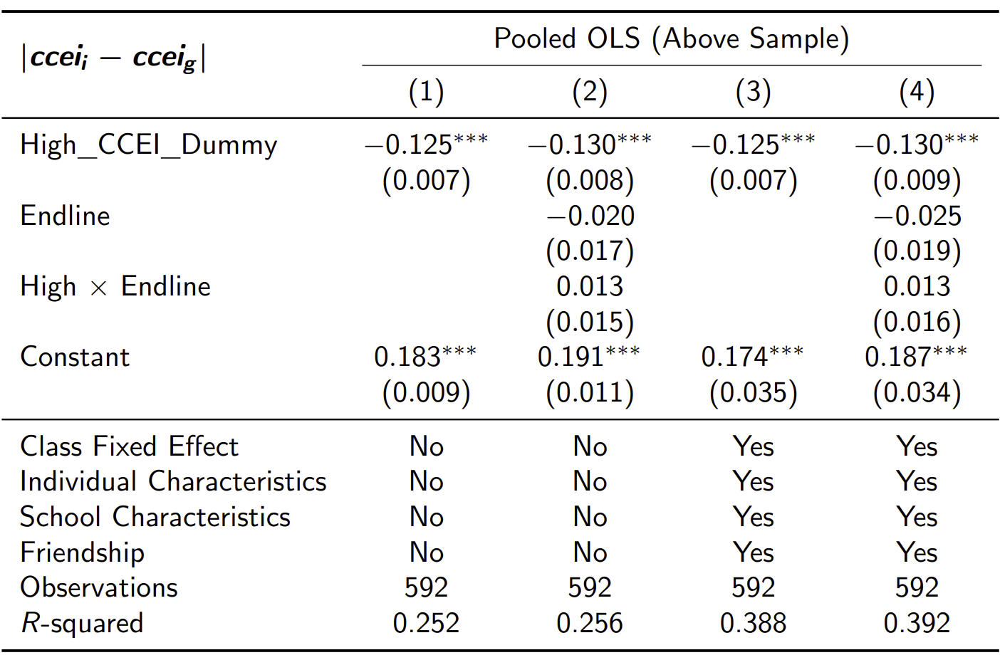 |ccei_i − ccei_g|
Pooled OLS (Above Sample)
(1) (2) (3) (4)
High_CCEI_Dummy −0.125*** −0.130*** −0.125*** −0.130***
(0.007) (0.008) (0.007) (0.009)
Endline −0.020 −0.025
(0.017) (0.019)
High × Endline 0.013 0.013
(0.015) (0.016)
Constant 0.183*** 0.191*** 0.174*** 0.187***
(0.009) (0.011) (0.035) (0.034)
Class Fixed Effect No No Yes Yes
Individual Characteristics No No Yes Yes
School Characteristics No No Yes Yes
Friendship No No Yes Yes
Observations 592 592 592 592
R-squared 0.252 0.256 0.388 0.392